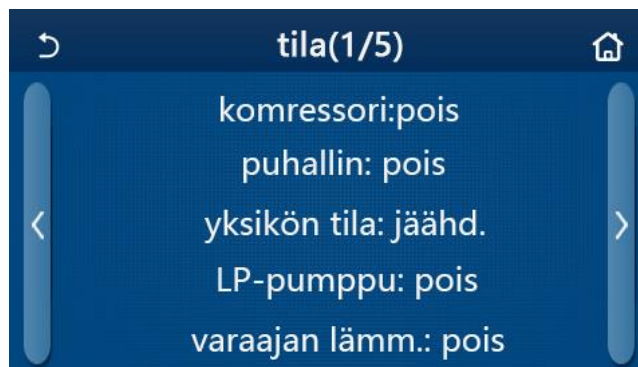 tila(1/5)
komressori:pois
puhallin: pois
yksikön tila: jäähd.
LP-pumppu: pois
varaajan lämm.: pois